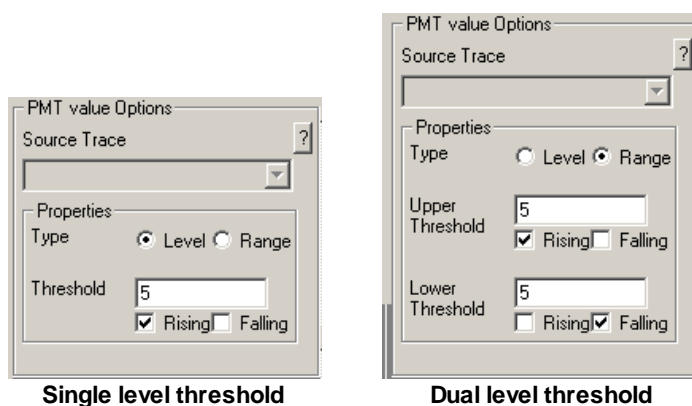 PMT value Options
Source Trace ?
Properties
Type Level Range
Threshold 5
Rising Falling
Single level threshold
PMT value Options
Source Trace ?
Properties
Type Level Range
Upper
Threshold 5
Rising Falling
Lower
Threshold 5
Rising Falling
Dual level threshold